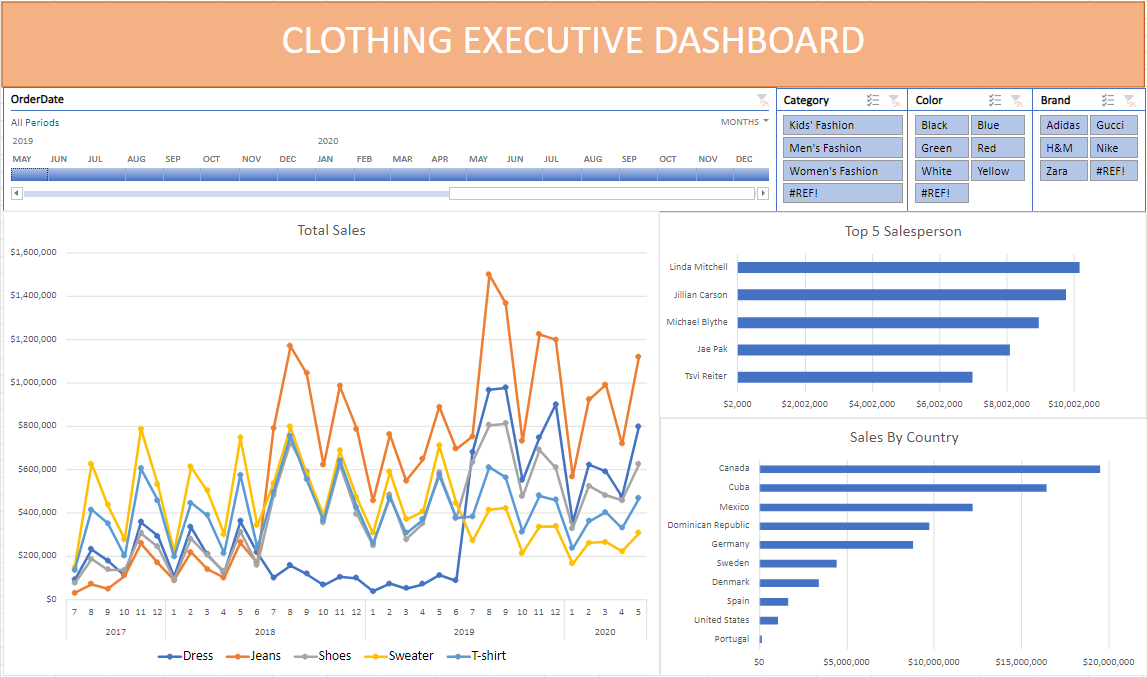 CLOTHING EXECUTIVE DASHBOARD
OrderDate
All Periods
MONTHS
2019 2020
MAY JUN JUL AUG SEP OCT NOV DEC JAN FEB MAR APR MAY JUN JUL AUG SEP OCT NOV DEC
Category
Kids' Fashion
Men's Fashion
Women's Fashion
#REF!
Color
Black Blue
Green Red
White Yellow
#REF!
Brand
Adidas Gucci
H&M Nike
Zara #REF!
Total Sales
$1,600,000
$1,400,000
$1,200,000
$1,000,000
$800,000
$600,000
$400,000
$200,000
$0
7 8 9 10 11 12 1 2 3 4 5 6 7 8 9 10 11 12 1 2 3 4 5 6 7 8 9 10 11 12 1 2 3 4 5
2017 2018 2019 2020
Dress Jeans Shoes Sweater T-shirt
Top 5 Salesperson
Linda Mitchell
Jillian Carson
Michael Blythe
Jae Pak
Tsvi Reiter
$2,000 $2,002,000 $4,002,000 $6,002,000 $8,002,000 $10,002,000
Sales By Country
Canada
Cuba
Mexico
Dominican Republic
Germany
Sweden
Denmark
Spain
United States
Portugal
$0 $5,000,000 $10,000,000 $15,000,000 $20,000,000